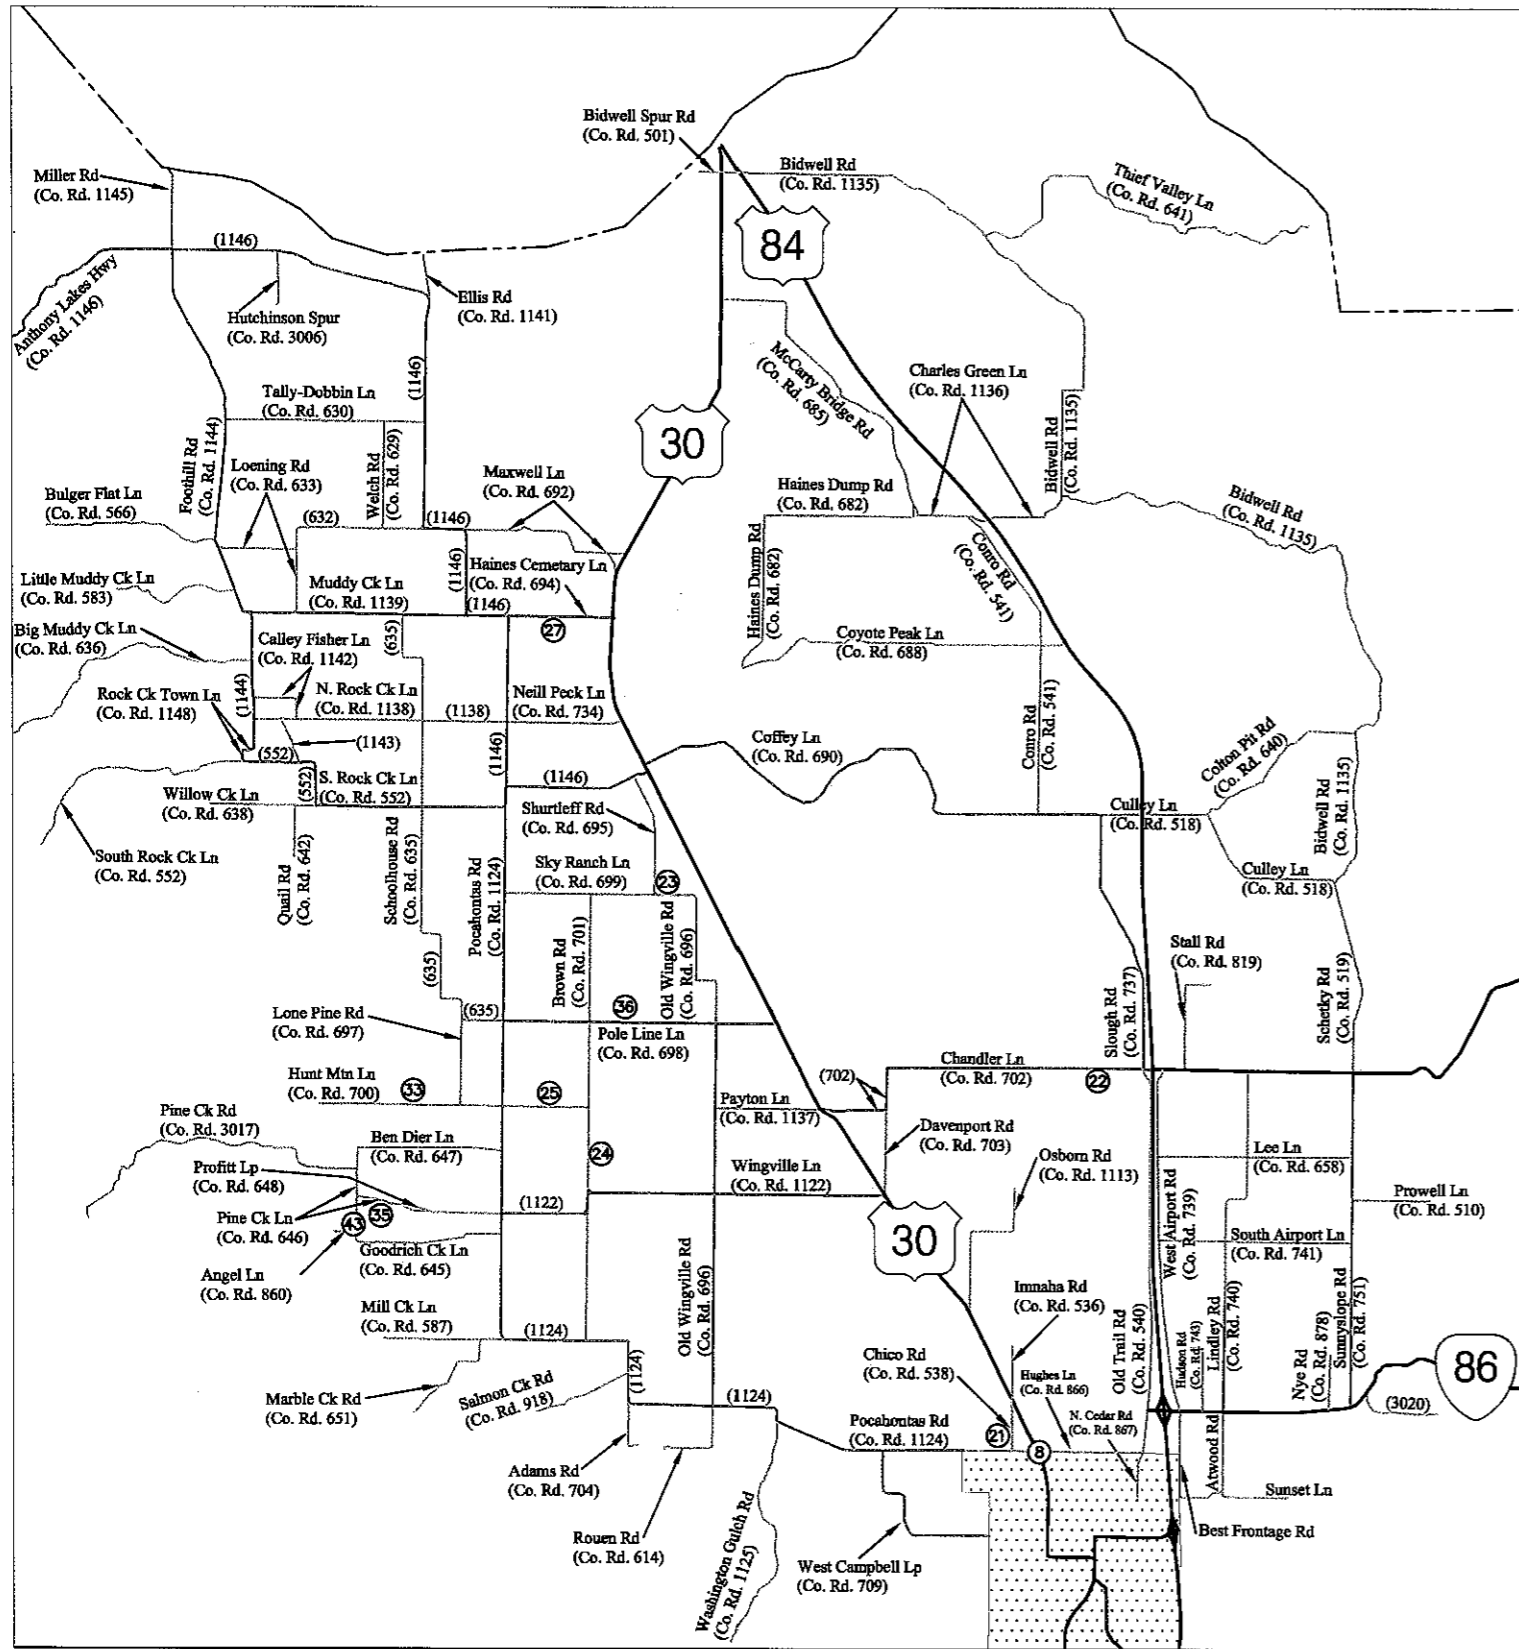 Bidwell Spur Rd
(Co. Rd. 501)
Miller Rd
(Co. Rd. 1145)
Bidwell Rd
(Co. Rd. 1135)
Thief Valley Ln
(Co. Rd. 641)
(1146)
84
Anthony Lakes Hwy
(Co. Rd. 1146)
Ellis Rd
(Co. Rd. 1141)
Hutchinson Spur
(Co. Rd. 3006)
(1146)
McCarty Bridge Rd
(Co. Rd. 685)
Charles Green Ln
(Co. Rd. 1136)
Tally-Dobbin Ln
(Co. Rd. 630)
30
Foothill Rd
(Co. Rd. 1144)
Welch Rd
(Co. Rd. 629)
Bidwell Rd
(Co. Rd. 1135)
Loening Rd
(Co. Rd. 633)
Maxwell Ln
(Co. Rd. 692)
Haines Dump Rd
(Co. Rd. 682)
Bulger Flat Ln
(Co. Rd. 566)
Bidwell Rd
(Co. Rd. 1135)
(632)
(1146)
(1146)
Haines Cemetary Ln
(Co. Rd. 694)
Haines Dump Rd
(Co. Rd. 682)
Conro Rd
(Co. Rd. 541)
Little Muddy Ck Ln
(Co. Rd. 583)
Muddy Ck Ln
(Co. Rd. 1139)
(1146)
27
Big Muddy Ck Ln
(Co. Rd. 636)
Calley Fisher Ln
(Co. Rd. 1142)
(635)
Coyote Peak Ln
(Co. Rd. 688)
Rock Ck Town Ln
(Co. Rd. 1148)
(1144)
N. Rock Ck Ln
(Co. Rd. 1138)
(1138)
Neill Peck Ln
(Co. Rd. 734)
Conro Rd
(Co. Rd. 541)
(1143)
(552)
(1146)
Coffey Ln
(Co. Rd. 690)
Colton Pit Rd
(Co. Rd. 640)
Bidwell Rd
(Co. Rd. 1135)
(552)
S. Rock Ck Ln
(Co. Rd. 552)
(1146)
Willow Ck Ln
(Co. Rd. 638)
Shurtleff Rd
(Co. Rd. 695)
Culley Ln
(Co. Rd. 518)
South Rock Ck Ln
(Co. Rd. 552)
Quail Rd
(Co. Rd. 642)
Schoolhouse Rd
(Co. Rd. 635)
Pocahontas Rd
(Co. Rd. 1124)
Sky Ranch Ln
(Co. Rd. 699)
23
Culley Ln
(Co. Rd. 518)
Brown Rd
(Co. Rd. 701)
Old Wingville Rd
(Co. Rd. 696)
Stall Rd
(Co. Rd. 819)
(635)
Slough Rd
(Co. Rd. 737)
Schetky Rd
(Co. Rd. 519)
Lone Pine Rd
(Co. Rd. 697)
(635)
36
Pole Line Ln
(Co. Rd. 698)
Hunt Mtn Ln
(Co. Rd. 700)
33
25
(702)
Chandler Ln
(Co. Rd. 702)
22
Payton Ln
(Co. Rd. 1137)
Pine Ck Rd
(Co. Rd. 3017)
Ben Dier Ln
(Co. Rd. 647)
24
Davenport Rd
(Co. Rd. 703)
Osborn Rd
(Co. Rd. 1113)
Lee Ln
(Co. Rd. 658)
Profitt Lp
(Co. Rd. 648)
Wingville Ln
(Co. Rd. 1122)
West Airport Rd
(Co. Rd. 739)
Prowell Ln
(Co. Rd. 510)
Pine Ck Ln
(Co. Rd. 646)
43
35
(1122)
30
South Airport Ln
(Co. Rd. 741)
Goodrich Ck Ln
(Co. Rd. 645)
Angel Ln
(Co. Rd. 860)
Old Wingville Rd
(Co. Rd. 696)
Imnaha Rd
(Co. Rd. 536)
Mill Ck Ln
(Co. Rd. 587)
(1124)
Old Trail Rd
(Co. Rd. 540)
Hudson Rd
(Co. Rd. 743)
Lindley Rd
(Co. Rd. 740)
Nye Rd
(Co. Rd. 878)
Sunnyslope Rd
(Co. Rd. 751)
86
Chico Rd
(Co. Rd. 538)
Hughes Ln
(Co. Rd. 866)
Marble Ck Rd
(Co. Rd. 651)
Salmon Ck Rd
(Co. Rd. 918)
(1124)
(1124)
Pocahontas Rd
(Co. Rd. 1124)
21
8
N. Cedar Rd
(Co. Rd. 867)
(3020)
Atwood Rd
Adams Rd
(Co. Rd. 704)
Sunset Ln
Rouen Rd
(Co. Rd. 614)
Washington Gulch Rd
(Co. Rd. 1125)
West Campbell Lp
(Co. Rd. 709)
Best Frontage Rd